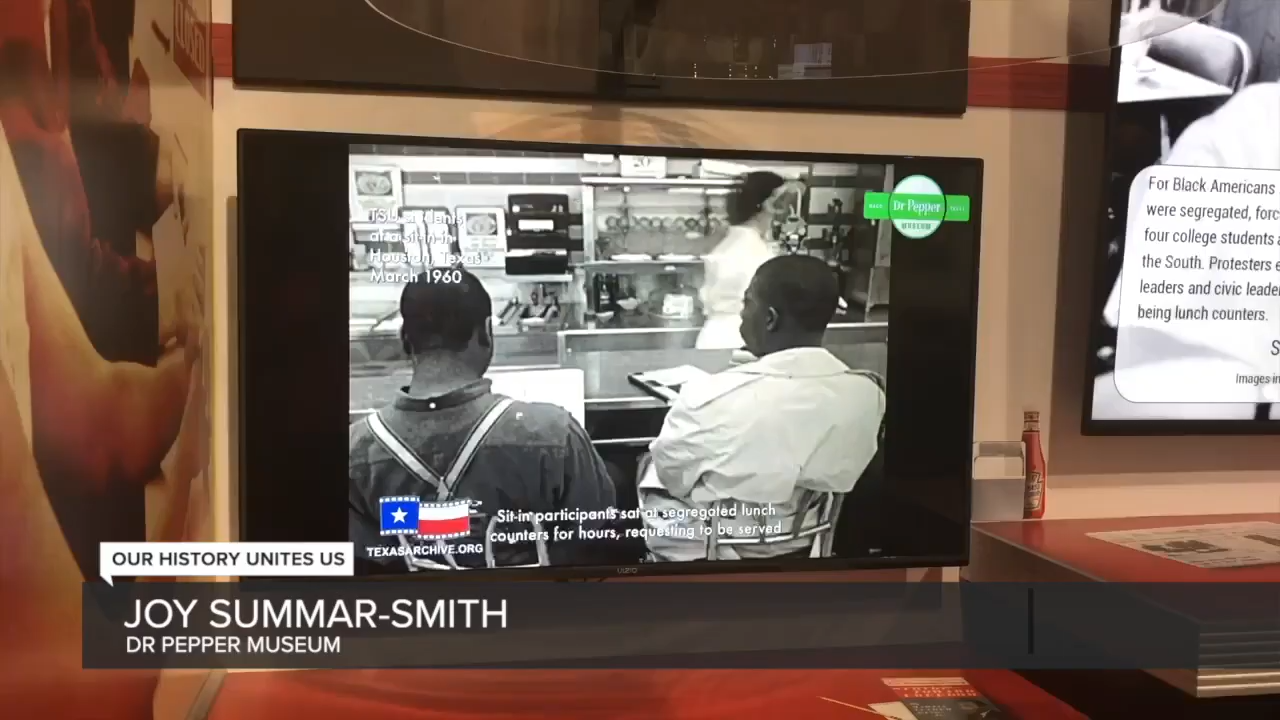 TSU students
at a sit-in in
Houston, Texas
March 1960
Dr Pepper
MUSEUM
For Black Americans
were segregated, forc
four college students a
the South. Protesters e
leaders and civic leader
being lunch counters.
S
Images in
Sit-in participants sat at segregated lunch
counters for hours, requesting to be served
TEXASARCHIVE.ORG
VIZIO
OUR HISTORY UNITES US
JOY SUMMAR-SMITH
DR PEPPER MUSEUM